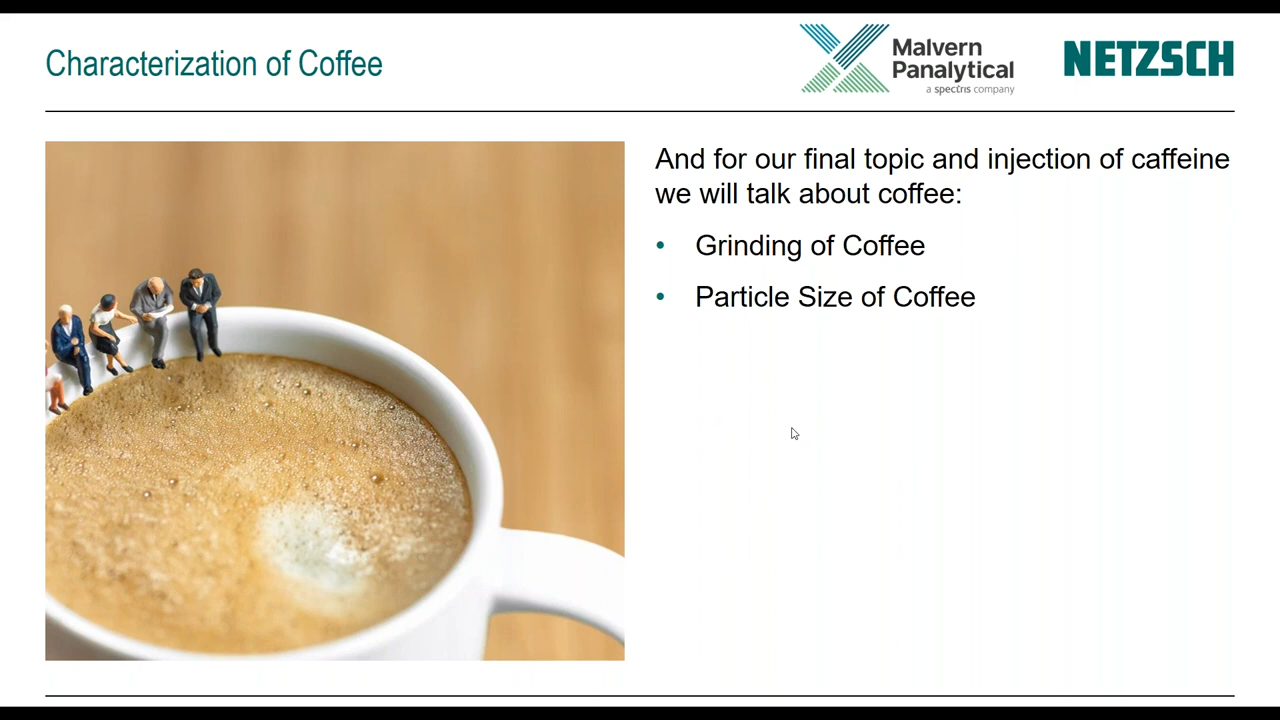 Characterization of Coffee
Malvern
Panalytical
a spectris company
NETZSCH
And for our final topic and injection of caffeine
we will talk about coffee:
• Grinding of Coffee
• Particle Size of Coffee